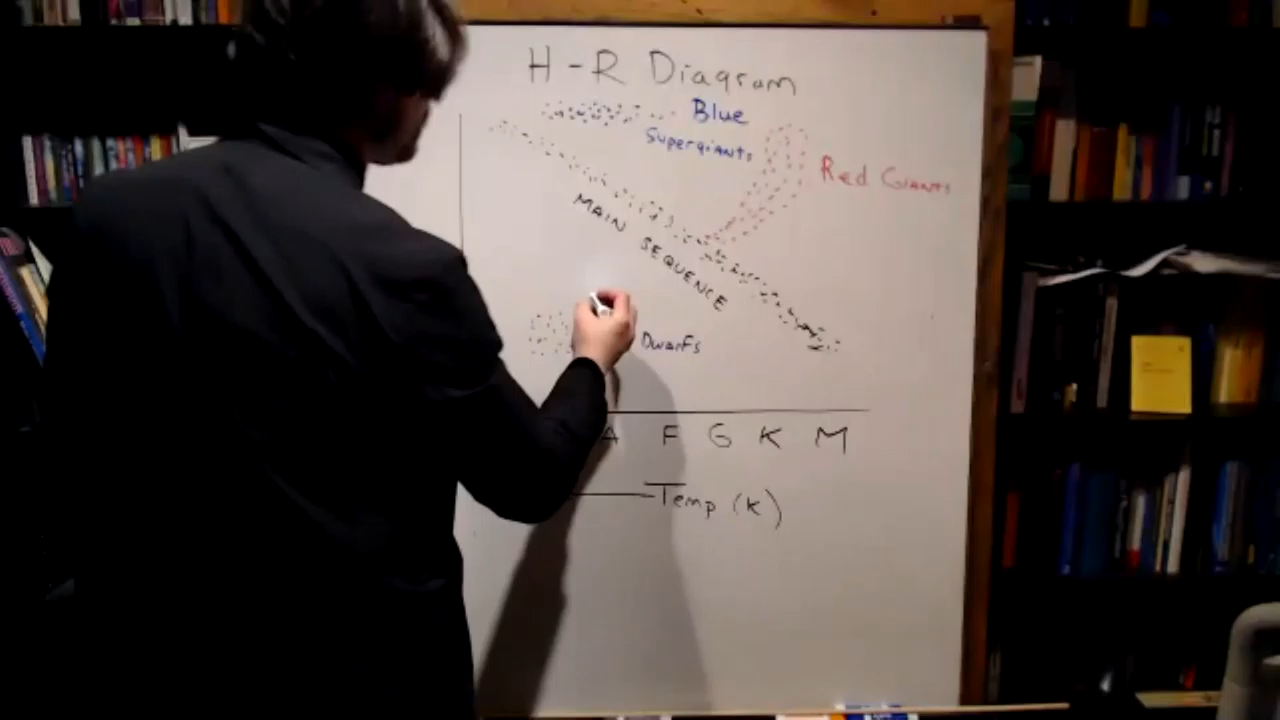 H-R Diagram
Blue
Supergiants
Red Giants
MAIN SEQUENCE
Dwarfs
A F G K M
Temp (K)